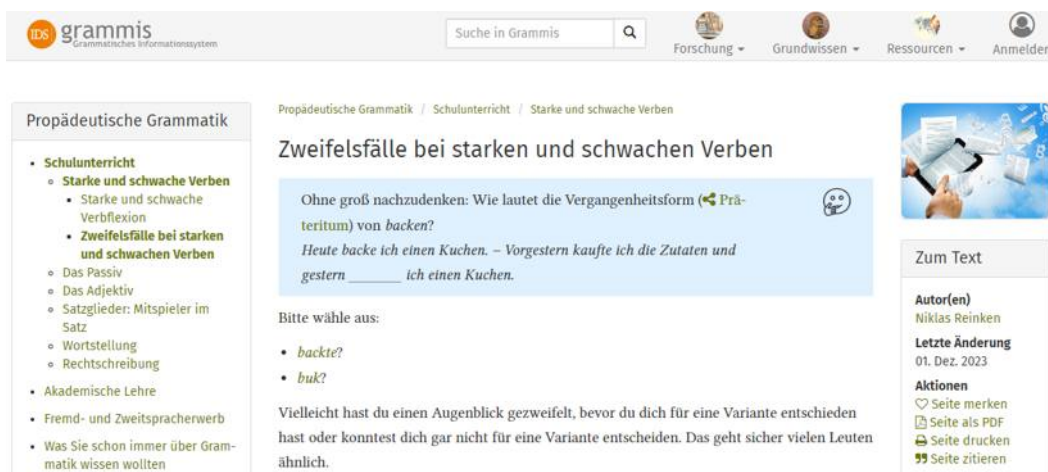 IDS grammis
Grammatisches Informationssystem
Suche in Grammis
Forschung
Grundwissen
Ressourcen
Anmelden
Propädeutische Grammatik
• Schulunterricht
Starke und schwache Verben
Starke und schwache
Verbflexion
Zweifelsfälle bei starken
und schwachen Verben
Das Passiv
Das Adjektiv
Satzglieder: Mitspieler im
Satz
Wortstellung
Rechtschreibung
• Akademische Lehre
• Fremd- und Zweitspracherwerb
• Was Sie schon immer über Gram-
matik wissen wollten
Propädeutische Grammatik / Schulunterricht / Starke und schwache Verben
Zweifelsfälle bei starken und schwachen Verben
Ohne groß nachzudenken: Wie lautet die Vergangenheitsform (Prä-
teritum) von backen?
Heute backe ich einen Kuchen. – Vorgestern kaufte ich die Zutaten und
gestern _______ ich einen Kuchen.
Bitte wähle aus:
• backte?
• buk?
Vielleicht hast du einen Augenblick gezweifelt, bevor du dich für eine Variante entschieden
hast oder konntest dich gar nicht für eine Variante entscheiden. Das geht sicher vielen Leuten
ähnlich.
Zum Text
Autor(en)
Niklas Reinken
Letzte Änderung
01. Dez. 2023
Aktionen
Seite merken
Seite als PDF
Seite drucken
Seite zitieren